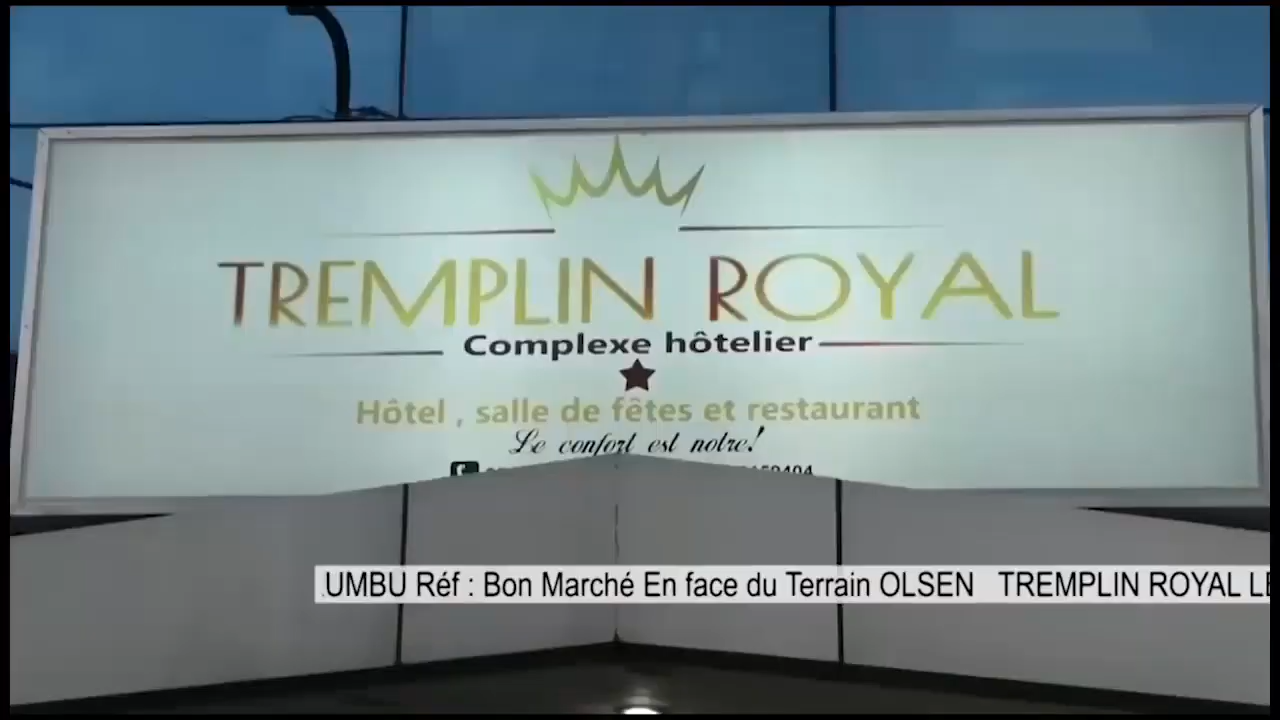 TREMPLIN ROYAL
Complexe hôtelier
Hôtel , salle de fêtes et restaurant
Le confort est notre!
UMBU Réf : Bon Marché En face du Terrain OLSEN TREMPLIN ROYAL